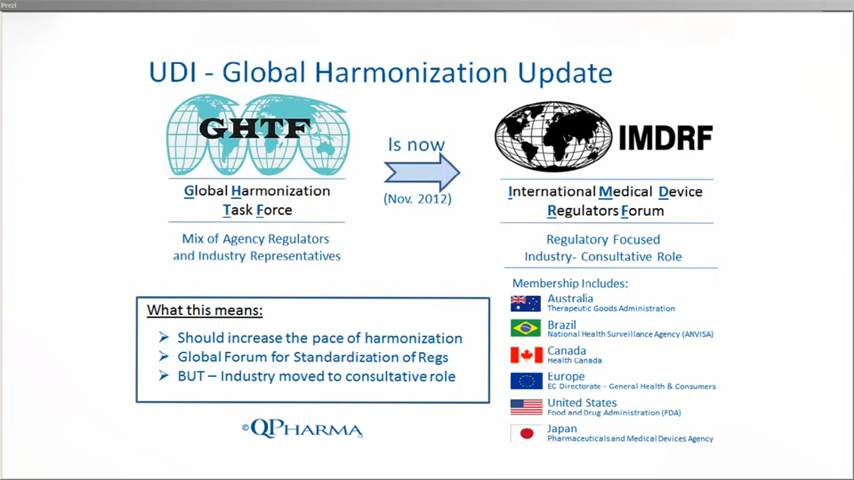 Prezi
UDI - Global Harmonization Update
GHTF
Is now
(Nov. 2012)
IMDRF
Global Harmonization
Task Force
Mix of Agency Regulators
and Industry Representatives
International Medical Device
Regulators Forum
Regulatory Focused
Industry- Consultative Role
What this means:
Should increase the pace of harmonization
Global Forum for Standardization of Regs
BUT – Industry moved to consultative role
©QPHARMA
Membership Includes:
Australia
Therapeutic Goods Administration
Brazil
National Health Surveillance Agency (ANVISA)
Canada
Health Canada
Europe
EC Directorate – General Health & Consumers
United States
Food and Drug Administration (FDA)
Japan
Pharmaceuticals and Medical Devices Agency